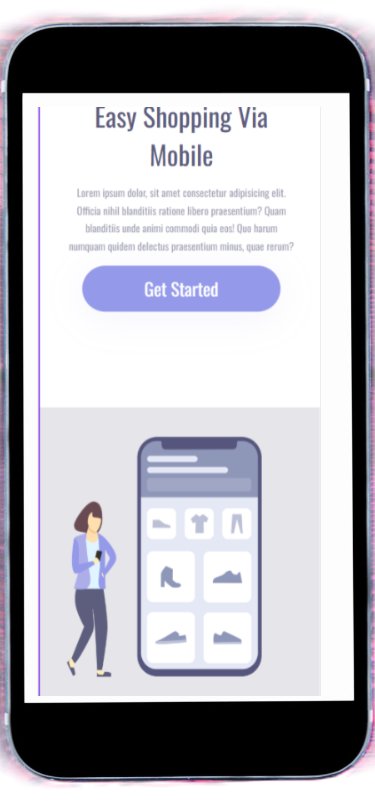 Easy Shopping Via
Mobile
Lorem ipsum dolor, sit amet consectetur adipisicing elit.
Officia nihil blanditiis ratione libero praesentium? Quam
blanditiis unde animi commodi quia eos! Quo harum
numquam quidem delectus praesentium minus, quae rerum?
Get Started